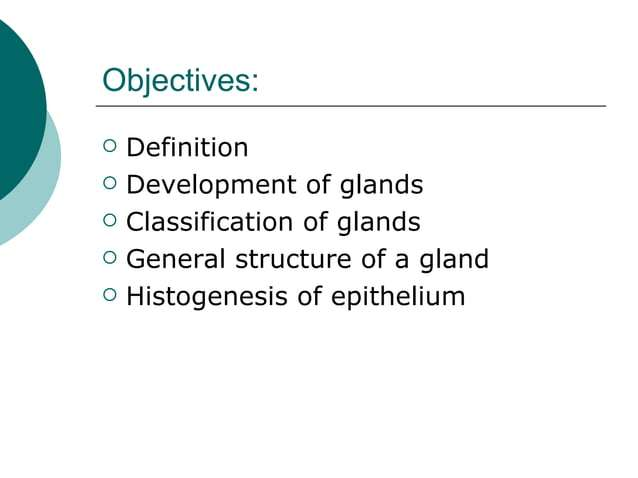 Objectives:
Definition
Development of glands
Classification of glands
General structure of a gland
Histogenesis of epithelium